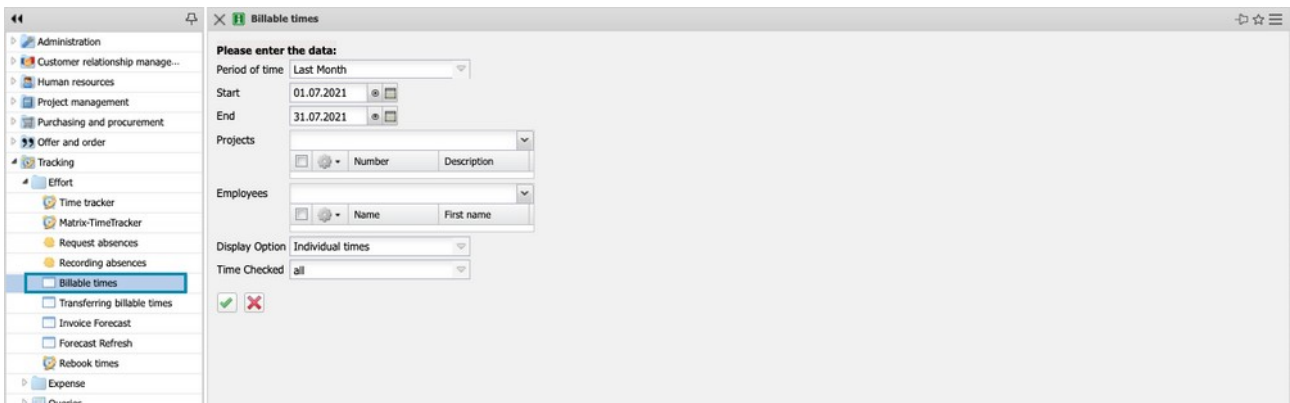 Administration
Customer relationship manage...
Human resources
Project management
Purchasing and procurement
Offer and order
Tracking
Effort
Time tracker
Matrix-TimeTracker
Request absences
Recording absences
Billable times
Transferring billable times
Invoice Forecast
Forecast Refresh
Rebook times
Expense
Queries
Billable times
Please enter the data:
Period of time Last Month
Start 01.07.2021
End 31.07.2021
Projects
Number Description
Employees
Name First name
Display Option Individual times
Time Checked all